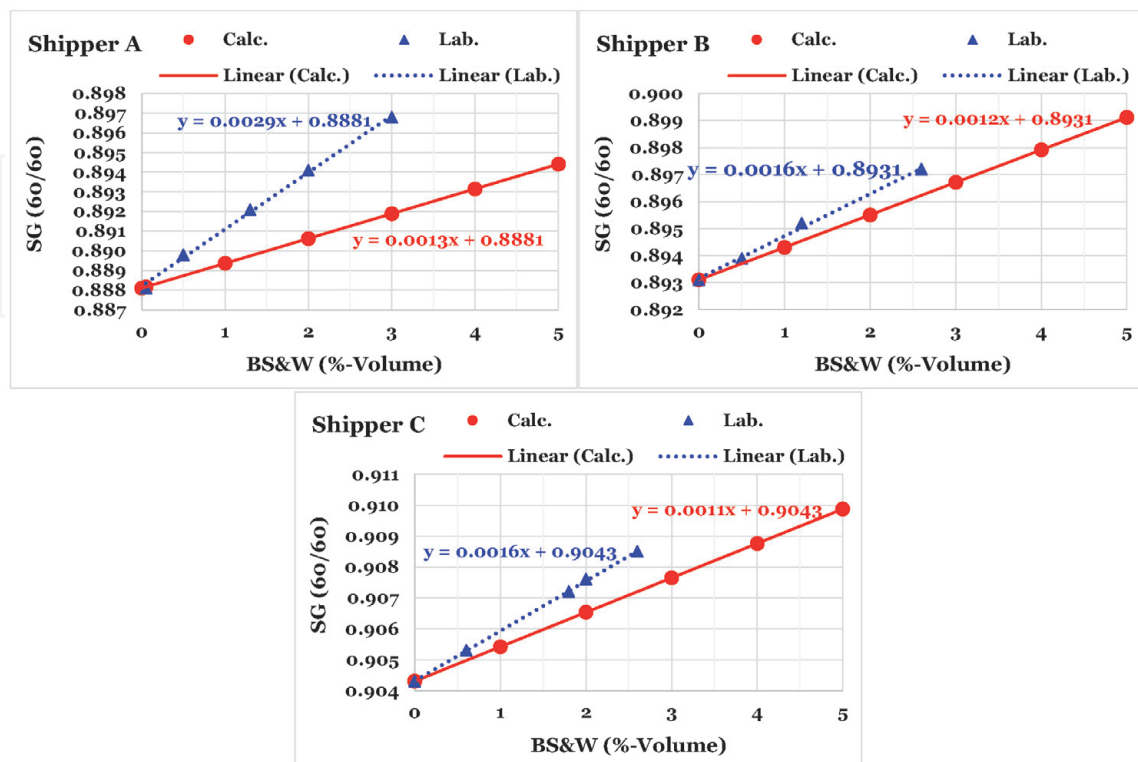 Shipper A
Calc.
Lab.
Linear (Calc.)
Linear (Lab.)
0.898
0.897
0.896
0.895
0.894
0.893
0.892
0.891
0.890
0.889
0.888
0.887
SG (60/60)
y = 0.0029x + 0.8881
y = 0.0013x + 0.8881
0 1 2 3 4 5
BS&W (%-Volume)
Shipper B
Calc.
Lab.
Linear (Calc.)
Linear (Lab.)
0.900
0.899
0.898
0.897
0.896
0.895
0.894
0.893
0.892
SG (60/60)
y = 0.0012x + 0.8931
y = 0.0016x + 0.8931
0 1 2 3 4 5
BS&W (%-Volume)
Shipper C
Calc.
Lab.
Linear (Calc.)
Linear (Lab.)
0.911
0.910
0.909
0.908
0.907
0.906
0.905
0.904
SG (60/60)
y = 0.0011x + 0.9043
y = 0.0016x + 0.9043
0 1 2 3 4 5
BS&W (%-Volume)